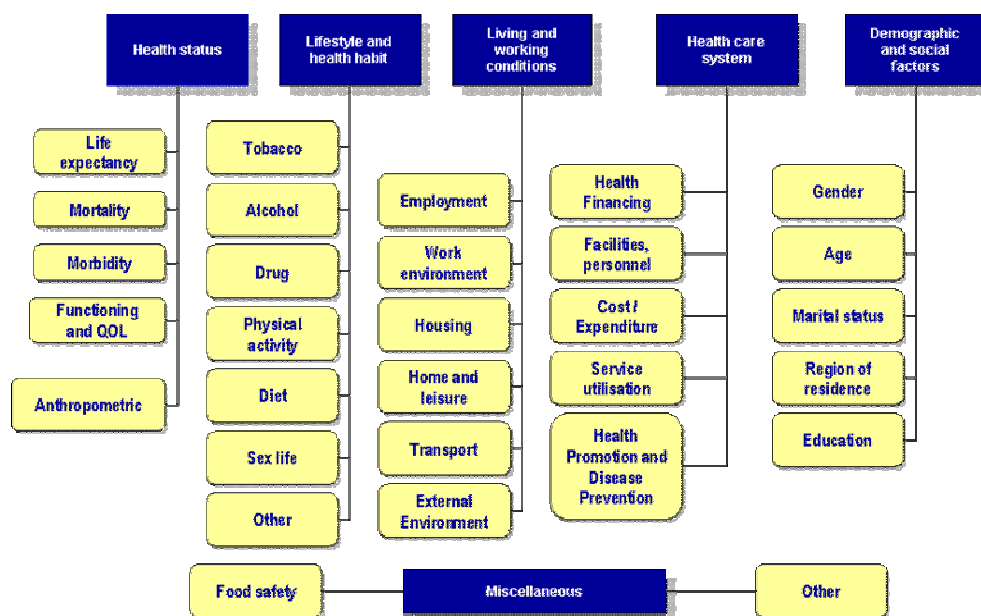 Health status
Life
expectancy
Mortality
Morbidity
Functioning
and QOL
Anthropometric
Lifestyle and
health habit
Tobacco
Alcohol
Drug
Physical
activity
Diet
Sex life
Other
Living and
working
conditions
Employment
Work
environment
Housing
Home and
leisure
Transport
External
Environment
Health care
system
Health
Financing
Facilities,
personnel
Cost /
Expenditure
Service
utilisation
Health
Promotion and
Disease
Prevention
Demographic
and social
factors
Gender
Age
Marital status
Region of
residence
Education
Food safety
Miscellaneous
Other